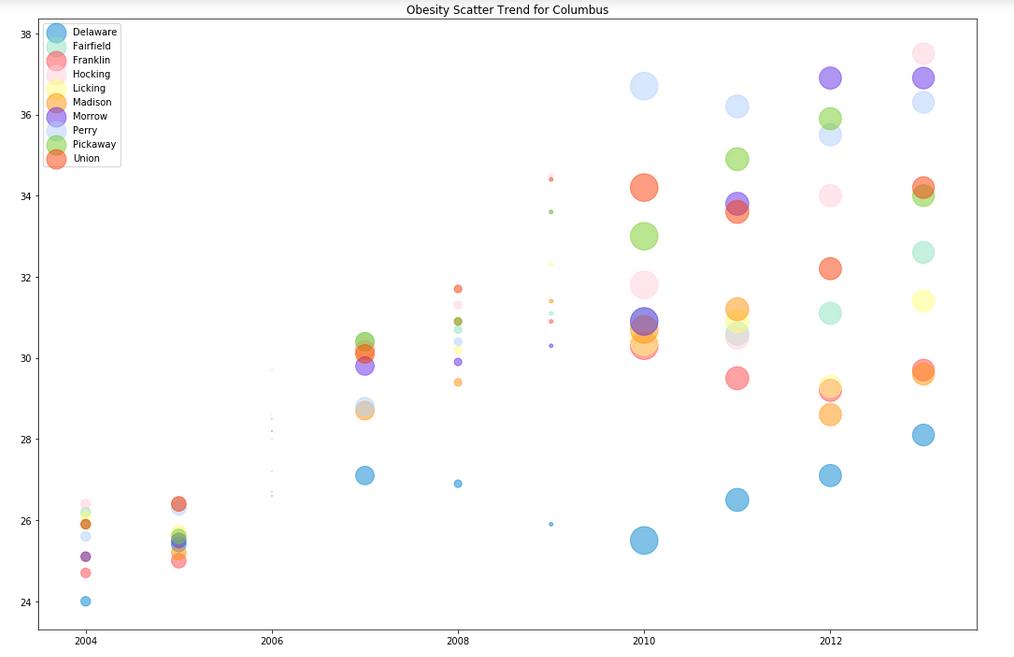 Obesity Scatter Trend for Columbus
38
36
34
32
30
28
26
24
Delaware
Fairfield
Franklin
Hocking
Licking
Madison
Morrow
Perry
Pickaway
Union
2004 2006 2008 2010 2012